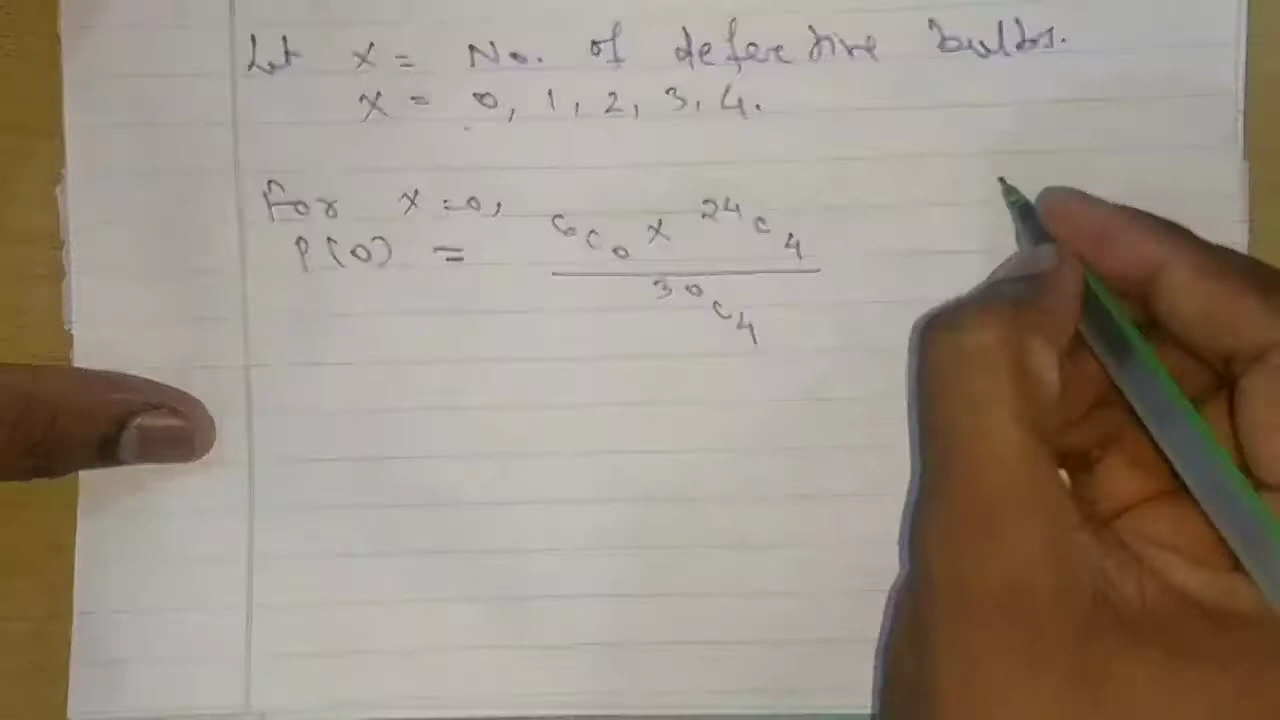 Let x = No. of defective bulbs.
x = 0, 1, 2, 3, 4.
For x = 0,
P(0) = ⁶C₀ × ²⁴C₄
³⁰C₄